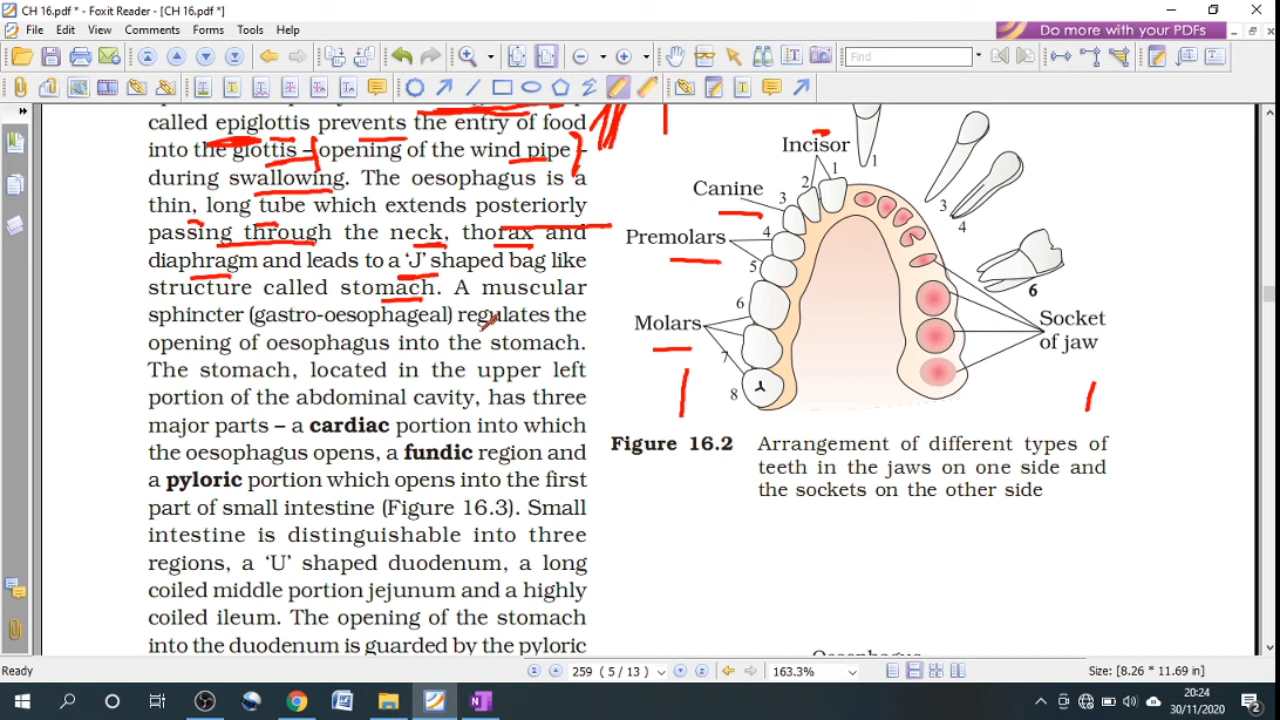 CH 16.pdf * - Foxit Reader - [CH 16.pdf *]
File Edit View Comments Forms Tools Help
Do more with your PDFs
Find
called epiglottis prevents the entry of food
into the glottis – opening of the wind pipe –
during swallowing. The oesophagus is a
thin, long tube which extends posteriorly
passing through the neck, thorax and
diaphragm and leads to a ‘J’ shaped bag like
structure called stomach. A muscular
sphincter (gastro-oesophageal) regulates the
opening of oesophagus into the stomach.
The stomach, located in the upper left
portion of the abdominal cavity, has three
major parts – a cardiac portion into which
the oesophagus opens, a fundic region and
a pyloric portion which opens into the first
part of small intestine (Figure 16.3). Small
intestine is distinguishable into three
regions, a ‘U’ shaped duodenum, a long
coiled middle portion jejunum and a highly
coiled ileum. The opening of the stomach
into the duodenum is guarded by the pyloric
Incisor
1
2
1
Canine
3
3
4
Premolars
4
5
6
6
Molars
7
8
Socket
of jaw
Figure 16.2 Arrangement of different types of
teeth in the jaws on one side and
the sockets on the other side
Ready
259 ( 5 / 13 )
163.3%
Size: [8.26 * 11.69 in]
20:24
30/11/2020
2